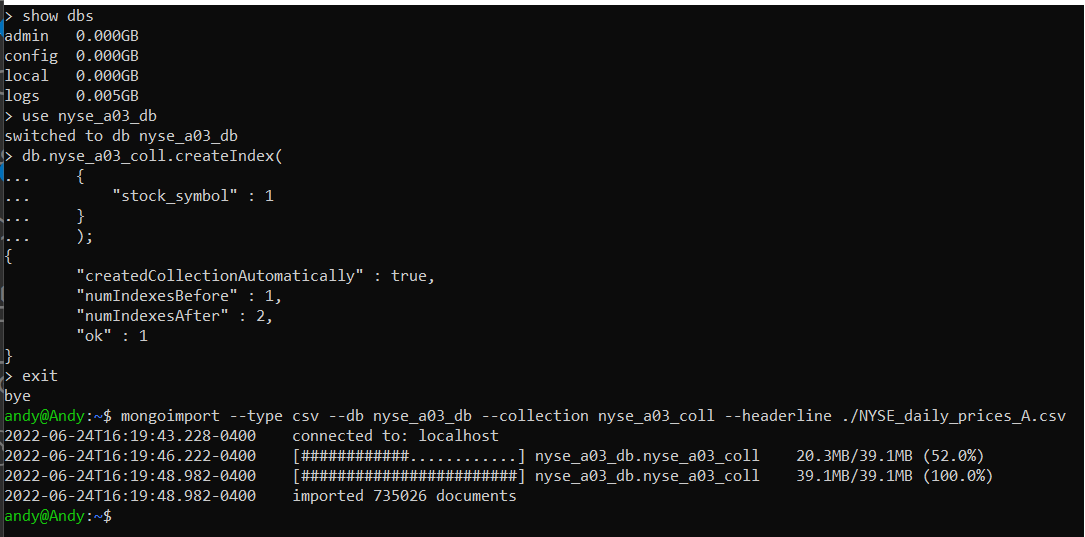 > show dbs
admin   0.000GB
config  0.000GB
local   0.000GB
logs    0.005GB
> use nyse_a03_db
switched to db nyse_a03_db
> db.nyse_a03_coll.createIndex(
...     {
...         "stock_symbol" : 1
...     }
...     );
{
        "createdCollectionAutomatically" : true,
        "numIndexesBefore" : 1,
        "numIndexesAfter" : 2,
        "ok" : 1
}
> exit
bye
andy@Andy:~$ mongoimport --type csv --db nyse_a03_db --collection nyse_a03_coll --headerline ./NYSE_daily_prices_A.csv
2022-06-24T16:19:43.228-0400    connected to: localhost
2022-06-24T16:19:46.222-0400    [############............] nyse_a03_db.nyse_a03_coll    20.3MB/39.1MB (52.0%)
2022-06-24T16:19:48.982-0400    [########################] nyse_a03_db.nyse_a03_coll    39.1MB/39.1MB (100.0%)
2022-06-24T16:19:48.982-0400    imported 735026 documents
andy@Andy:~$